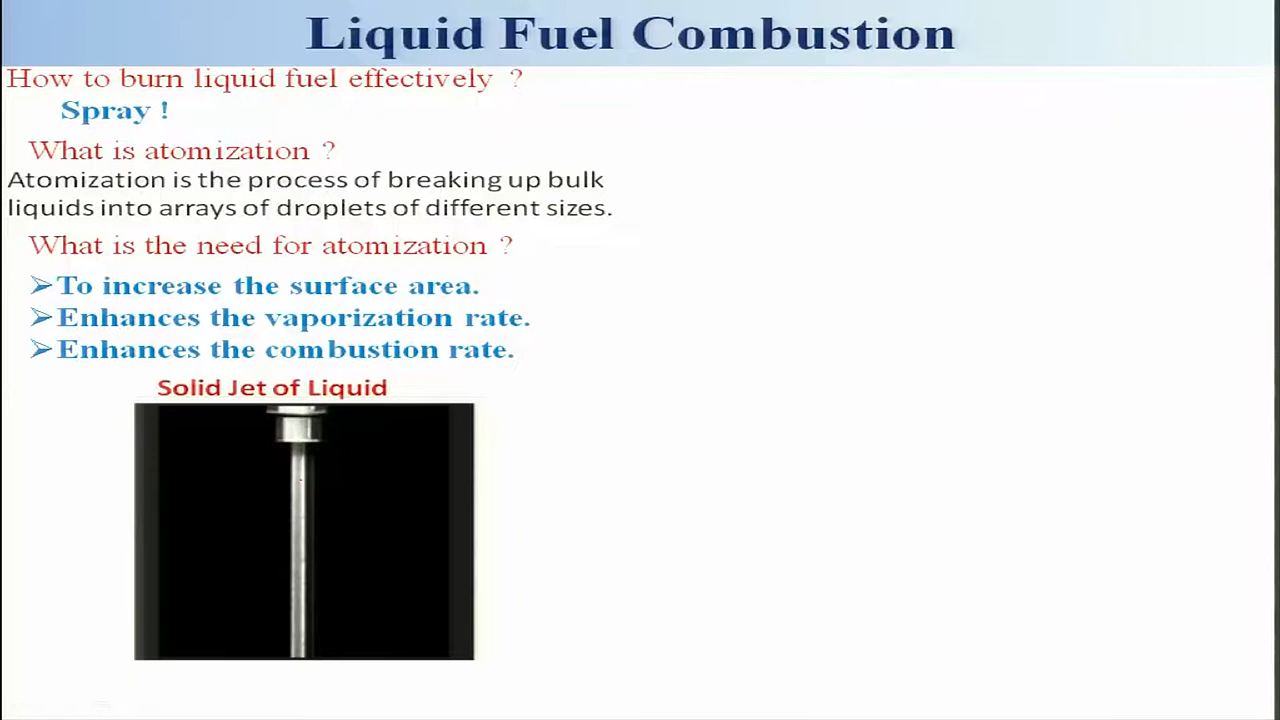 Liquid Fuel Combustion
How to burn liquid fuel effectively ?
Spray !
What is atomization ?
Atomization is the process of breaking up bulk
liquids into arrays of droplets of different sizes.
What is the need for atomization ?
➢To increase the surface area.
➢Enhances the vaporization rate.
➢Enhances the combustion rate.
Solid Jet of Liquid